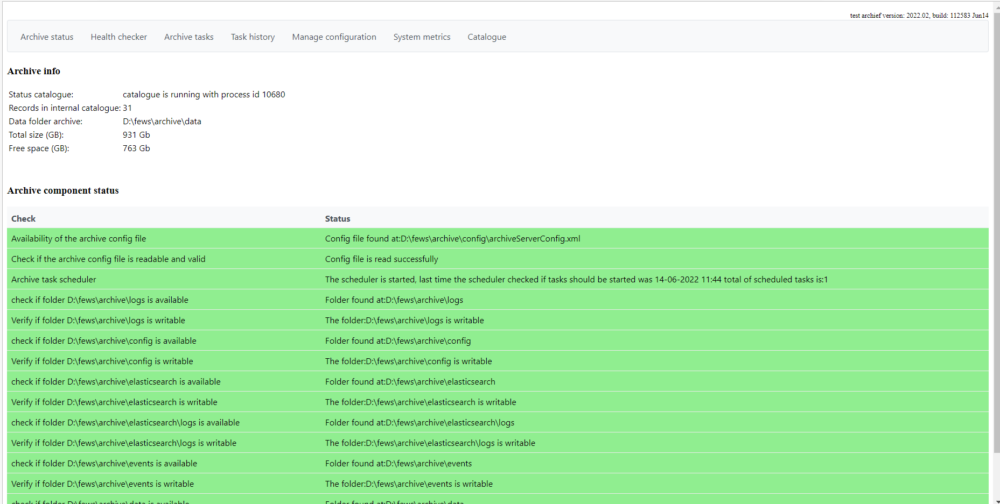 test archief version: 2022.02, build: 112583 Jun14
Archive status Health checker Archive tasks Task history Manage configuration System metrics Catalogue
Archive info
Status catalogue: catalogue is running with process id 10680
Records in internal catalogue: 31
Data folder archive: D:\fews\archive\data
Total size (GB): 931 Gb
Free space (GB): 763 Gb
Archive component status
Check Status
Availability of the archive config file Config file found at:D:\fews\archive\config\archiveServerConfig.xml
Check if the archive config file is readable and valid Config file is read successfully
Archive task scheduler The scheduler is started, last time the scheduler checked if tasks should be started was 14-06-2022 11:44 total of scheduled tasks is:1
check if folder D:\fews\archive\logs is available Folder found at:D:\fews\archive\logs
Verify if folder D:\fews\archive\logs is writable The folder:D:\fews\archive\logs is writable
check if folder D:\fews\archive\config is available Folder found at:D:\fews\archive\config
Verify if folder D:\fews\archive\config is writable The folder:D:\fews\archive\config is writable
check if folder D:\fews\archive\elasticsearch is available Folder found at:D:\fews\archive\elasticsearch
Verify if folder D:\fews\archive\elasticsearch is writable The folder:D:\fews\archive\elasticsearch is writable
check if folder D:\fews\archive\elasticsearch\logs is available Folder found at:D:\fews\archive\elasticsearch\logs
Verify if folder D:\fews\archive\elasticsearch\logs is writable The folder:D:\fews\archive\elasticsearch\logs is writable
check if folder D:\fews\archive\events is available Folder found at:D:\fews\archive\events
Verify if folder D:\fews\archive\events is writable The folder:D:\fews\archive\events is writable
check if folder D:\fews\archive\data is available Folder found at:D:\fews\archive\data